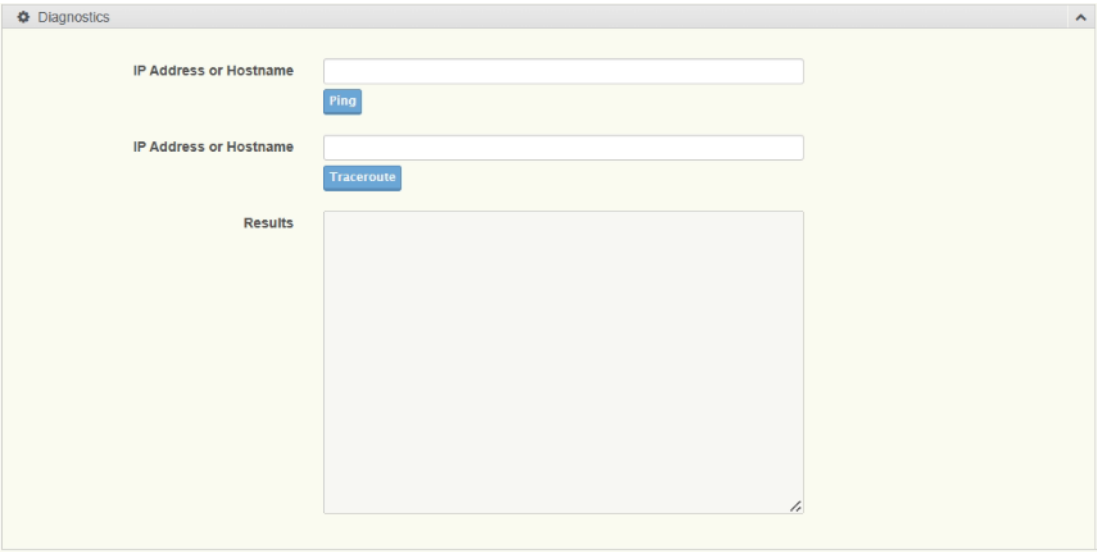 Diagnostics
IP Address or Hostname
Ping
IP Address or Hostname
Traceroute
Results